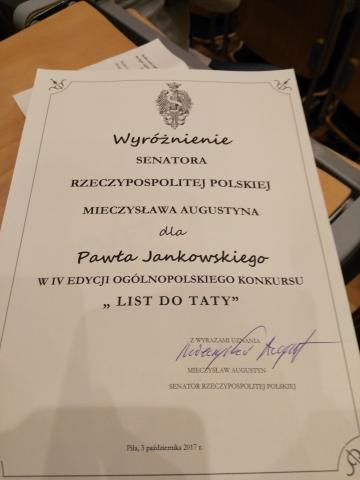 Wyróżnienie
SENATORA
RZECZYPOSPOLITEJ POLSKIEJ
MIECZYSŁAWA AUGUSTYNA
dla
Pawła Jankowskiego
W IV EDYCJI OGÓLNOPOLSKIEGO KONKURSU
„ LIST DO TATY”
Z WYRAZAMI UZNANIA
MIECZYSŁAW AUGUSTYN
SENATOR RZECZYPOSPOLITEJ POLSKIEJ
Piła, 3 października 2017 r.